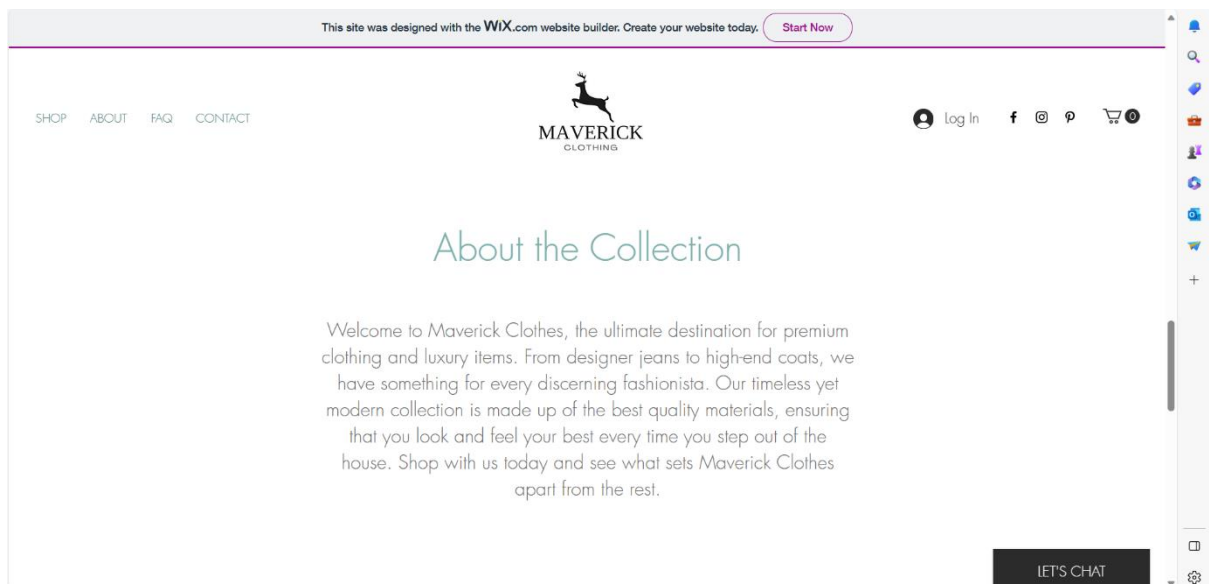 This site was designed with the WiX.com website builder. Create your website today. Start Now
SHOP ABOUT FAQ CONTACT
MAVERICK
CLOTHING
Log In
0
About the Collection
Welcome to Maverick Clothes, the ultimate destination for premium
clothing and luxury items. From designer jeans to high-end coats, we
have something for every discerning fashionista. Our timeless yet
modern collection is made up of the best quality materials, ensuring
that you look and feel your best every time you step out of the
house. Shop with us today and see what sets Maverick Clothes
apart from the rest.
LET'S CHAT